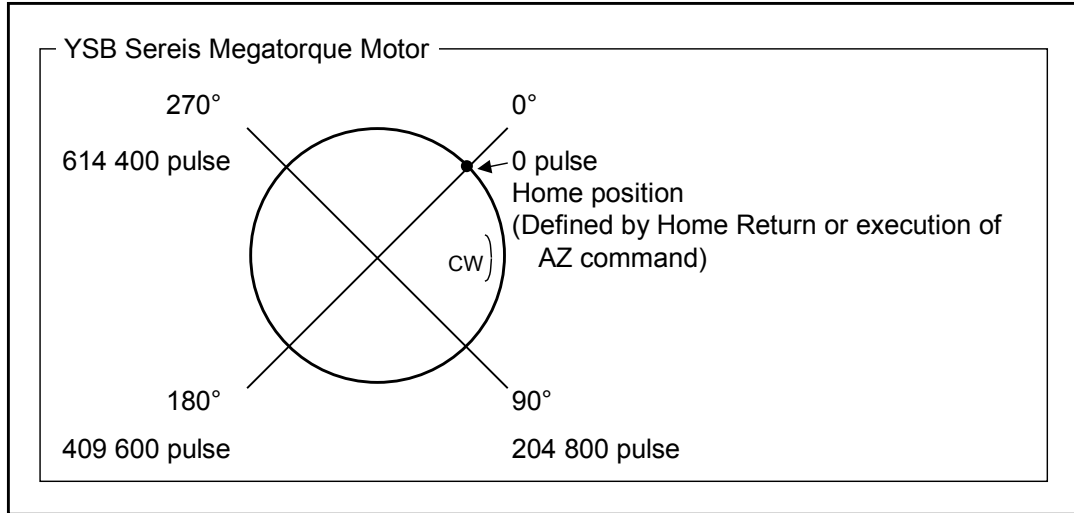 YSB Sereis Megatorque Motor
270°
0°
614 400 pulse
0 pulse
Home position
(Defined by Home Return or execution of
AZ command)
CW
180°
90°
409 600 pulse
204 800 pulse